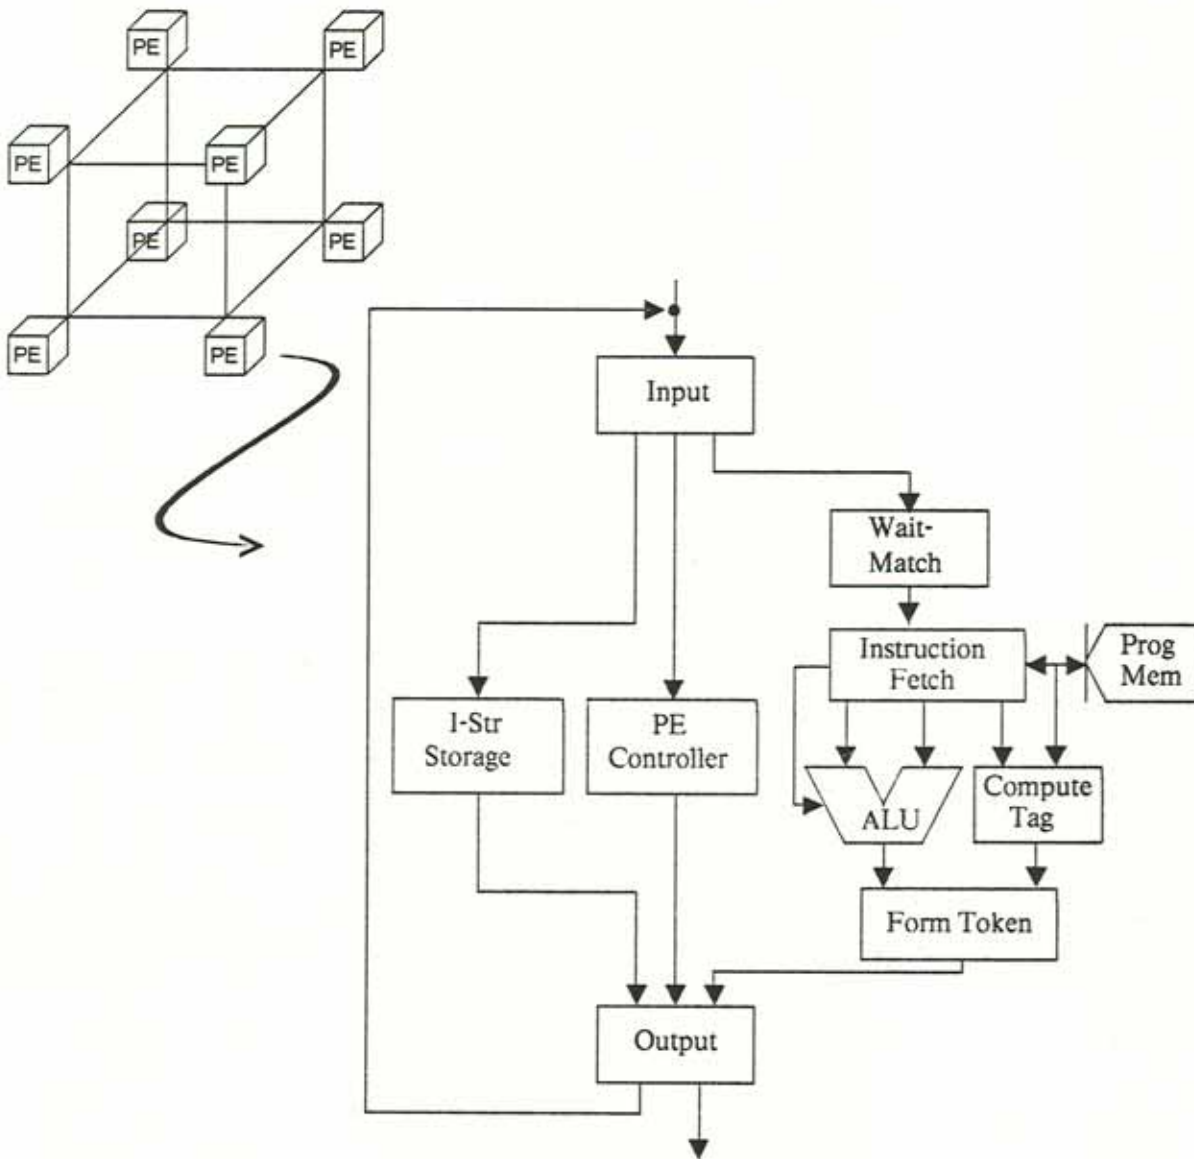 PE
PE
PE
PE
PE
PE
PE
PE
Input
Wait-
Match
Instruction
Fetch
Prog
Mem
I-Str
Storage
PE
Controller
ALU
Compute
Tag
Form Token
Output